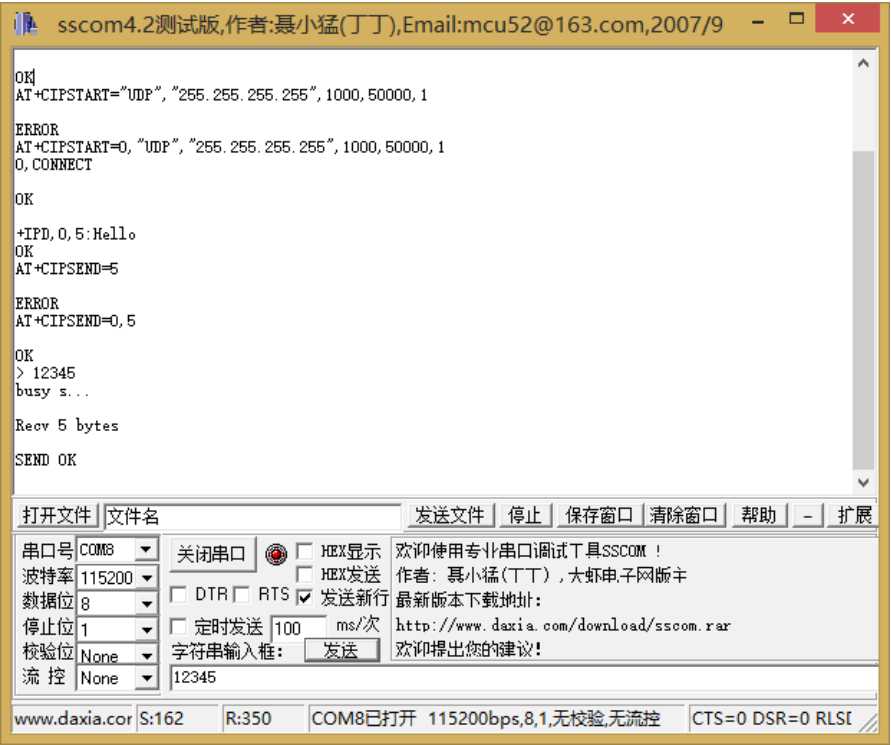 sscom4.2测试版,作者:聂小猛(丁丁),Email:mcu52@163.com,2007/9
OK
AT+CIPSTART="UDP", "255.255.255.255", 1000, 50000, 1
ERROR
AT+CIPSTART=0, "UDP", "255.255.255.255", 1000, 50000, 1
0, CONNECT
OK
+IPD, 0, 5:Hello
OK
AT+CIPSEND=5
ERROR
AT+CIPSEND=0, 5
OK
> 12345
busy s...
Recv 5 bytes
SEND OK
打开文件 文件名 发送文件 停止 保存窗口 清除窗口 帮助 — 扩展
串口号 COM8 关闭串口 HEX显示 欢迎使用专业串口调试工具SSCOM !
波特率 115200 HEX发送 作者: 聂小猛(丁丁) ,大虾电子网版主
数据位 8 DTR RTS 发送新行 最新版本下载地址:
停止位 1 定时发送 100 ms/次 http://www.daxia.com/download/sscom.rar
校验位 None 字符串输入框: 发送 欢迎提出您的建议!
流 控 None 12345
www.daxia.cor S:162 R:350 COM8已打开 115200bps,8,1,无校验,无流控 CTS=0 DSR=0 RLSD